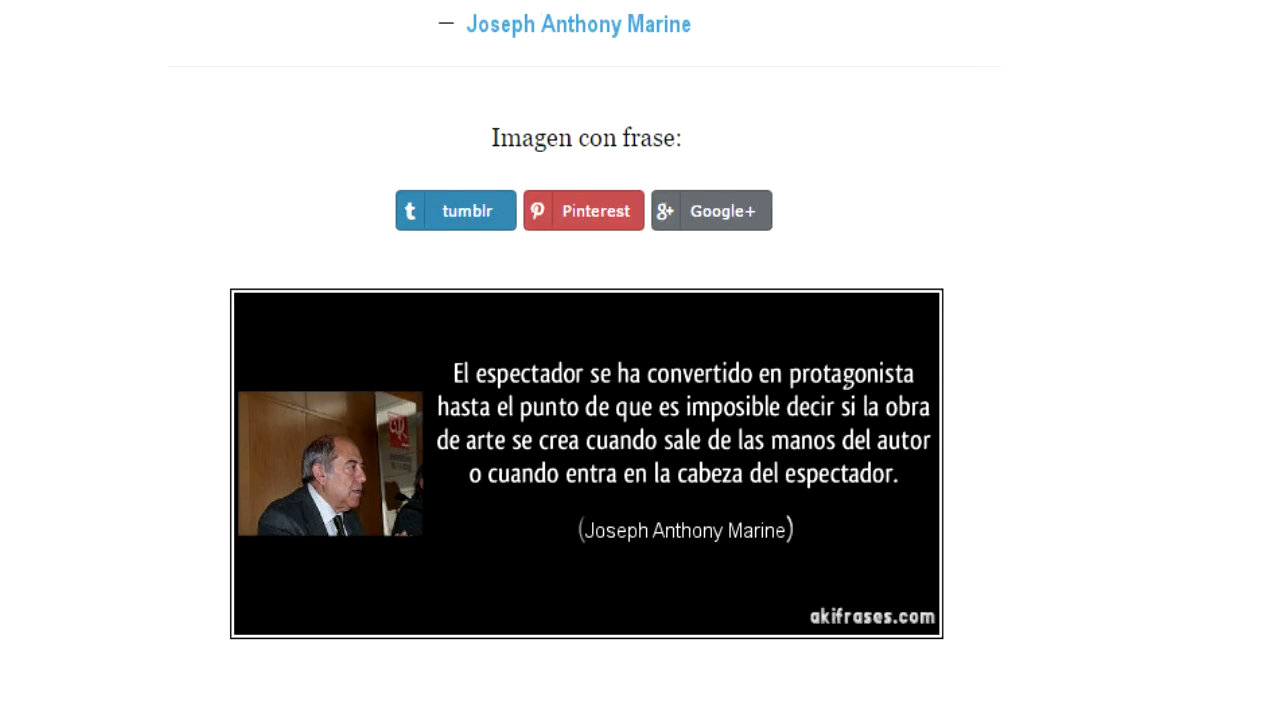 — Joseph Anthony Marine
Imagen con frase:
tumblr
Pinterest
Google+
El espectador se ha convertido en protagonista
hasta el punto de que es imposible decir si la obra
de arte se crea cuando sale de las manos del autor
o cuando entra en la cabeza del espectador.
(Joseph Anthony Marine)
akifrases.com